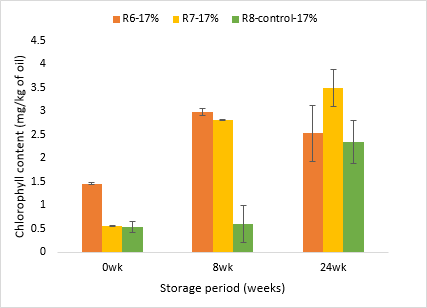 R6-17% R7-17% R8-control-17%
4.5
4
3.5
3
2.5
2
1.5
1
0.5
0
Chlorophyll content (mg/kg of oil)
0wk 8wk 24wk
Storage period (weeks)